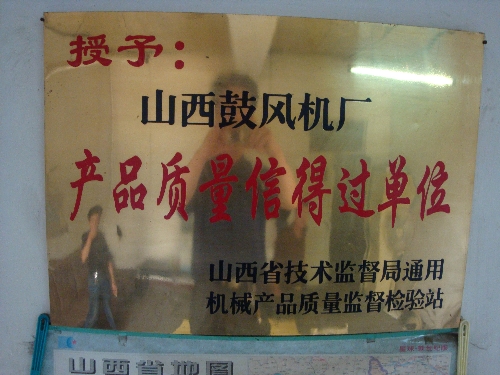 授予：
山西鼓风机厂
产品质量信得过单位
山西省技术监督局通用
机械产品质量监督检验站
山西省地图